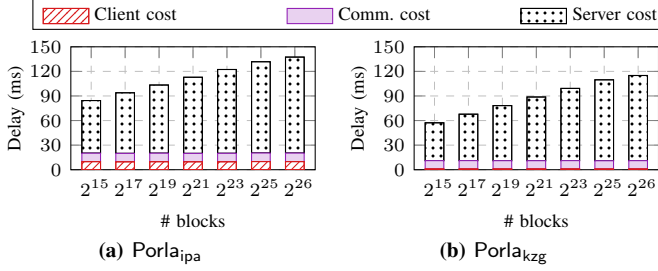 Client cost Comm. cost Server cost
150
120
90
60
30
0
Delay (ms)
2^15 2^17 2^19 2^21 2^23 2^25 2^26
# blocks
(a) Porla_ipa
150
120
90
60
30
0
Delay (ms)
2^15 2^17 2^19 2^21 2^23 2^25 2^26
# blocks
(b) Porla_kzg